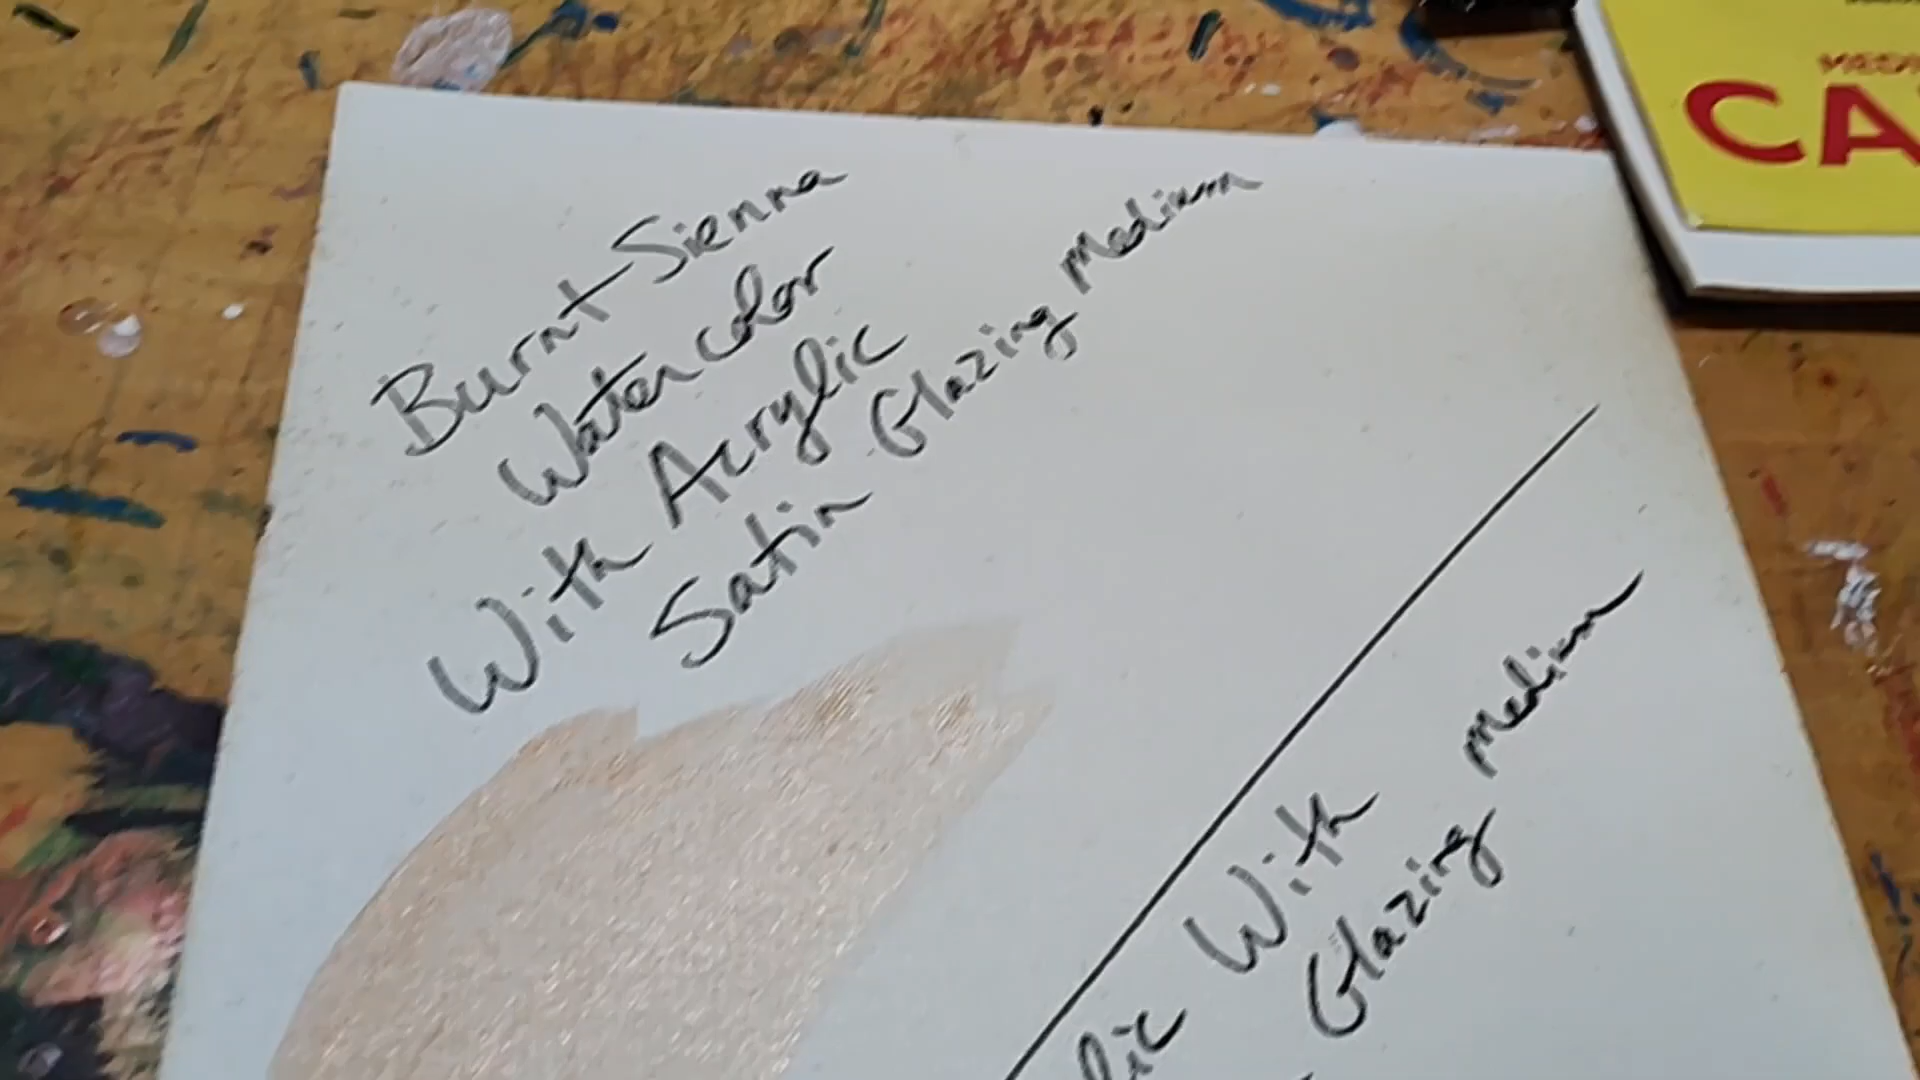 Burnt Sienna
Watercolor
With Acrylic
Satin Glazing Medium
With
Glazing Medium
CA